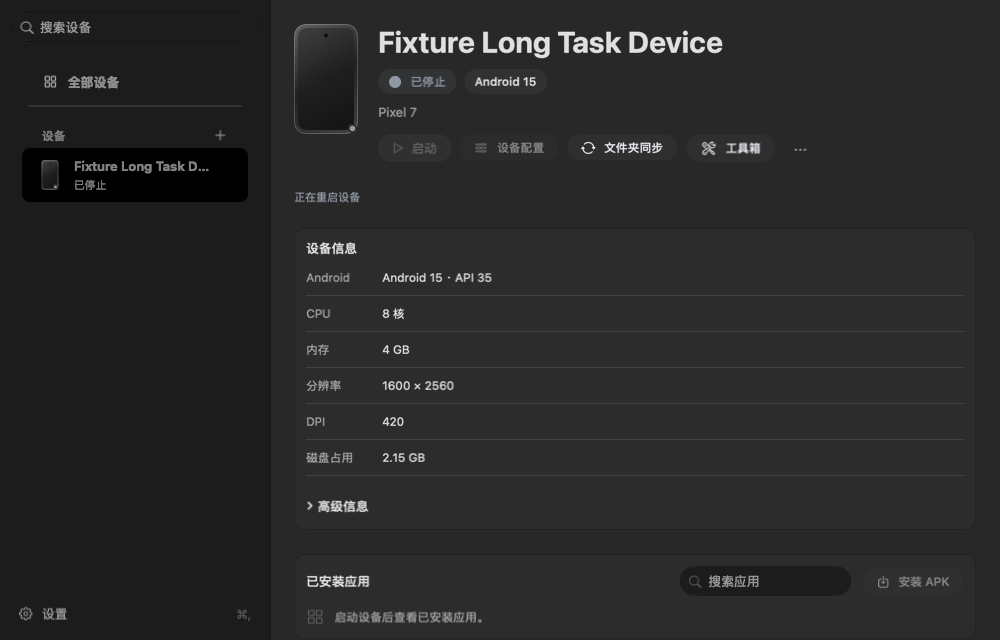 搜索设备
全部设备
设备
Fixture Long Task D...
已停止
设置
⌘,
Fixture Long Task Device
已停止
Android 15
Pixel 7
启动
设备配置
文件夹同步
工具箱
...
正在重启设备
设备信息
Android
Android 15 · API 35
CPU
8 核
内存
4 GB
分辨率
1600 × 2560
DPI
420
磁盘占用
2.15 GB
高级信息
已安装应用
搜索应用
安装 APK
启动设备后查看已安装应用。